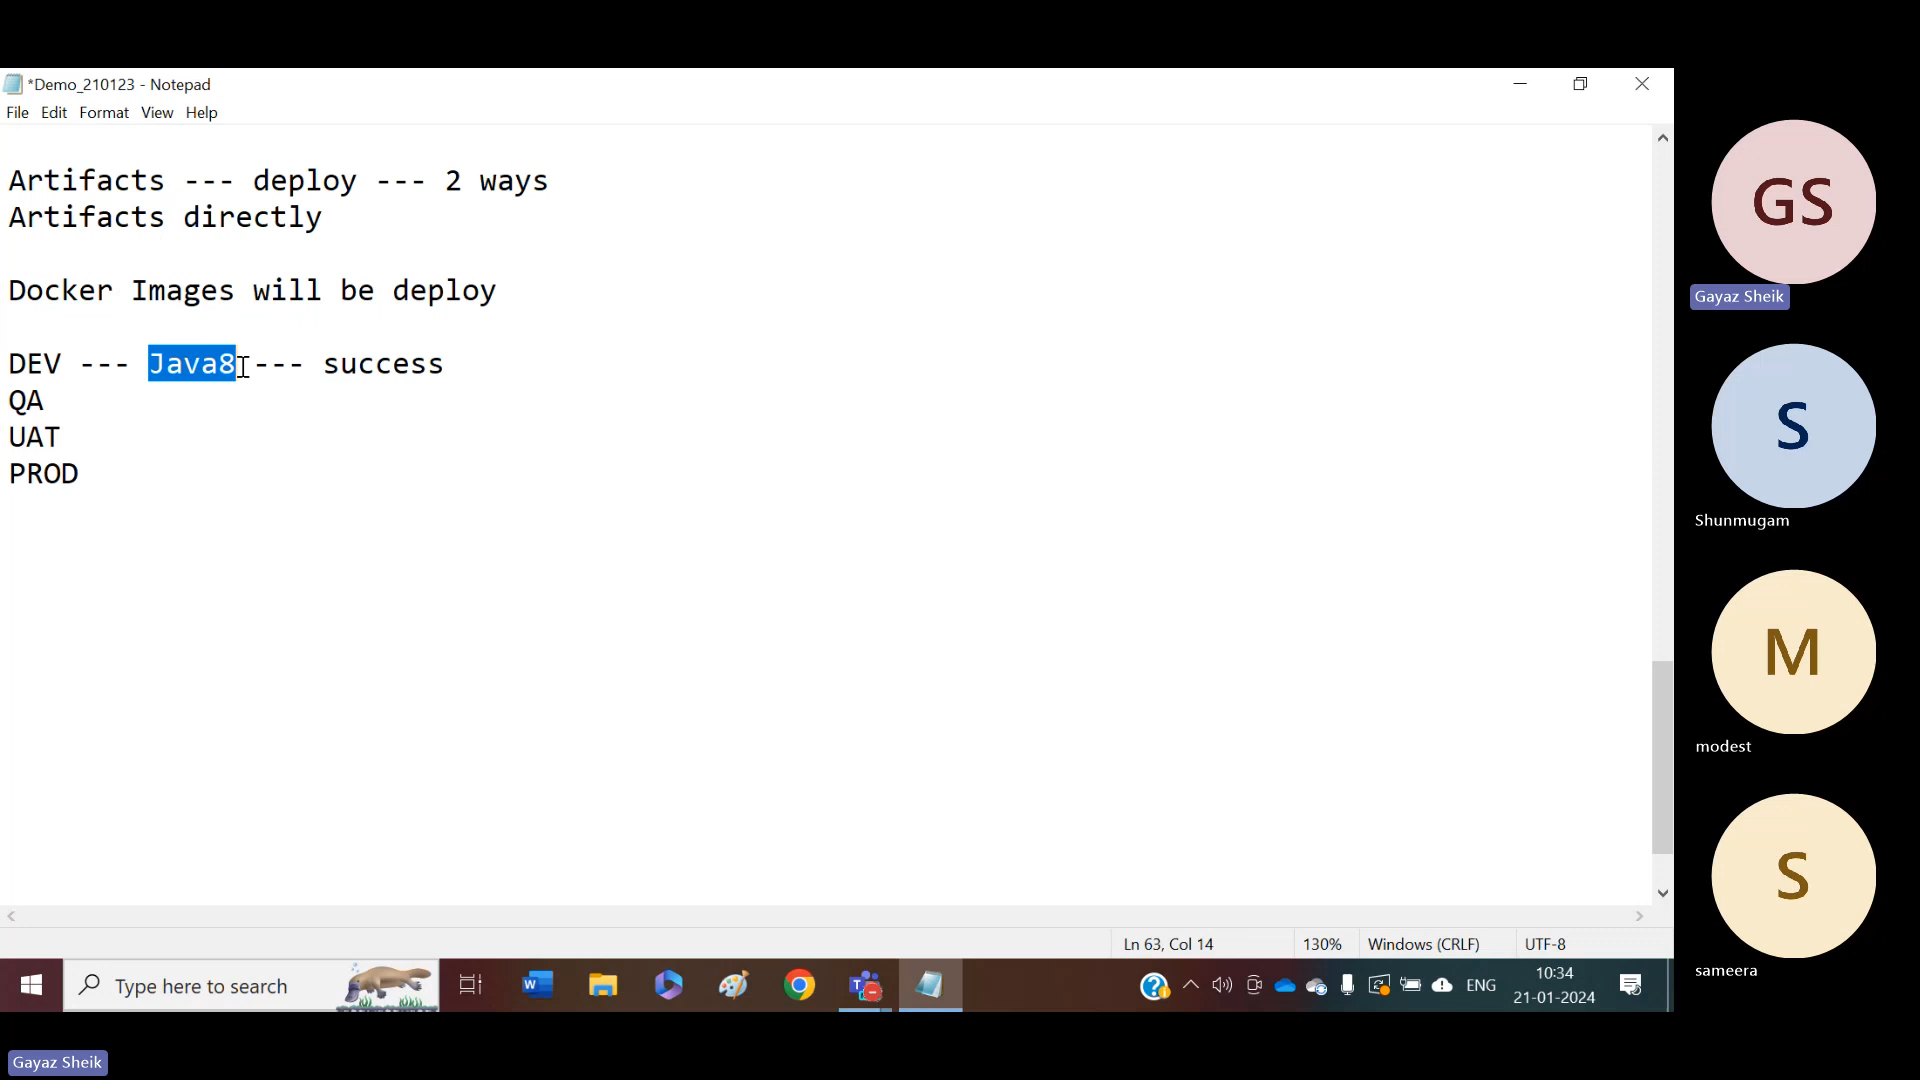 *Demo_210123 - Notepad
File Edit Format View Help
Artifacts --- deploy --- 2 ways
Artifacts directly
Docker Images will be deploy
DEV --- Java8 --- success
QA
UAT
PROD
Ln 63, Col 14
130%
Windows (CRLF)
UTF-8
Type here to search
ENG
10:34
21-01-2024
GS
Gayaz Sheik
S
Shunmugam
M
modest
S
sameera
Gayaz Sheik